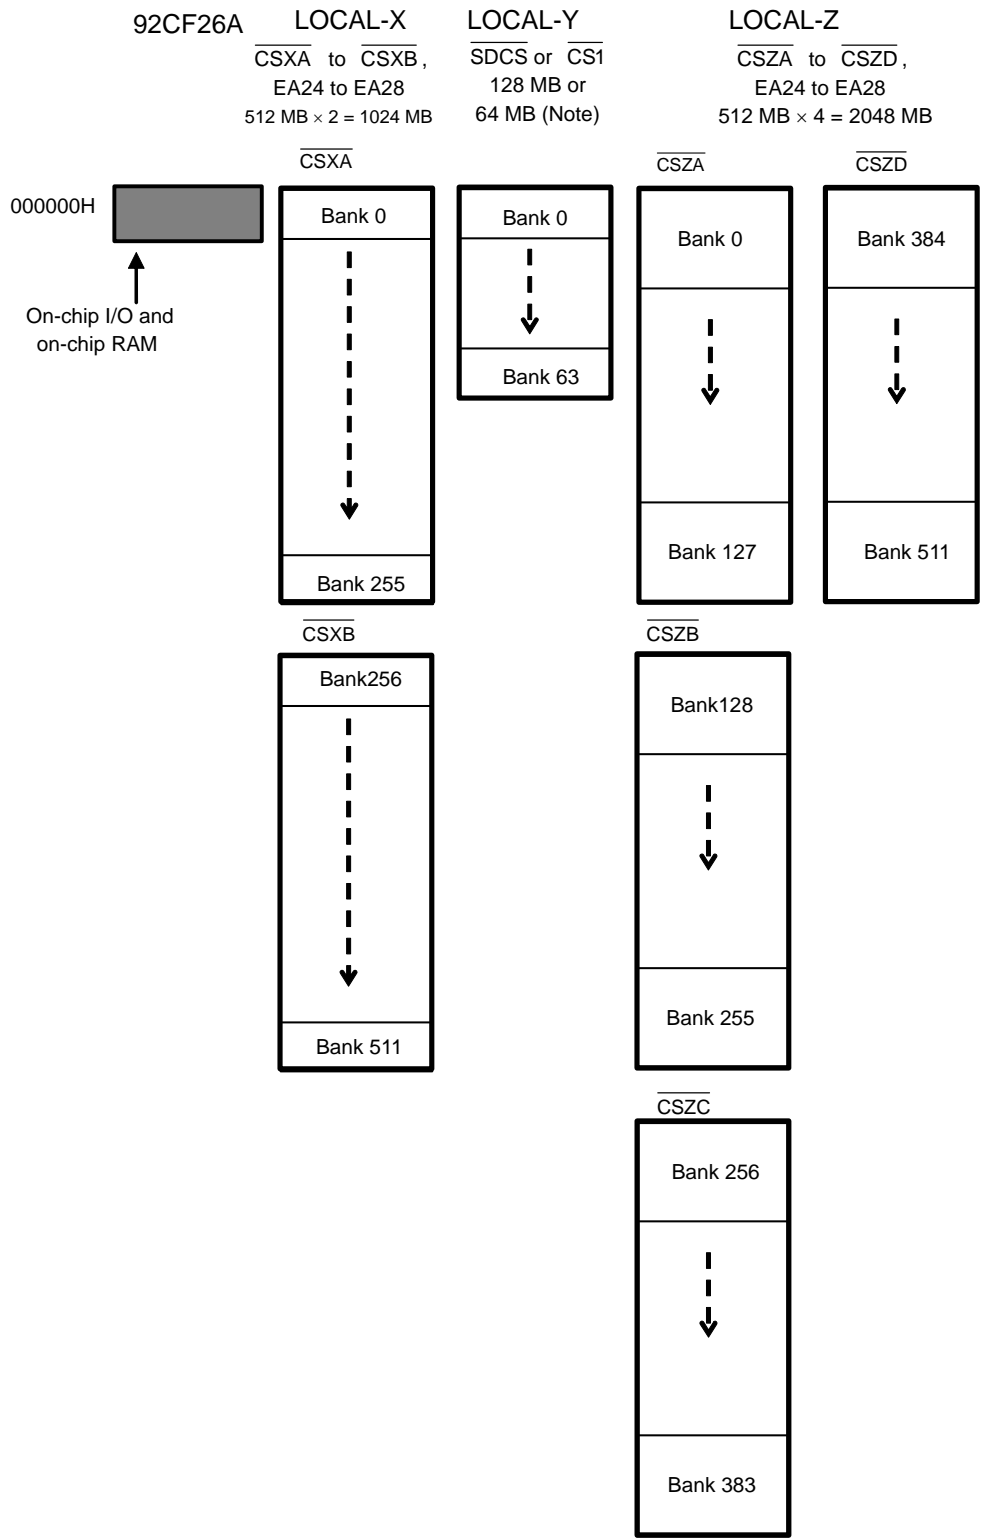 92CF26A
LOCAL-X
CSXA to CSXB,
EA24 to EA28
512 MB × 2 = 1024 MB
LOCAL-Y
SDCS or CS1
128 MB or
64 MB (Note)
LOCAL-Z
CSZA to CSZD,
EA24 to EA28
512 MB × 4 = 2048 MB
000000H
On-chip I/O and
on-chip RAM
CSXA
Bank 0
Bank 255
CSXB
Bank256
Bank 511
Bank 0
Bank 63
CSZA
Bank 0
Bank 127
CSZB
Bank128
Bank 255
CSZC
Bank 256
Bank 383
CSZD
Bank 384
Bank 511